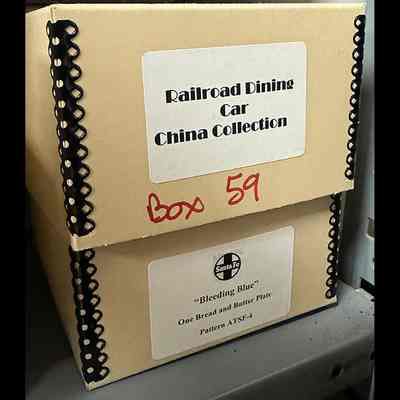 Railroad Dining
Car
China Collection
Box 59
Santa Fe
"Bleeding Blue"
One Bread and Butter Plate
Pattern ATSF-4